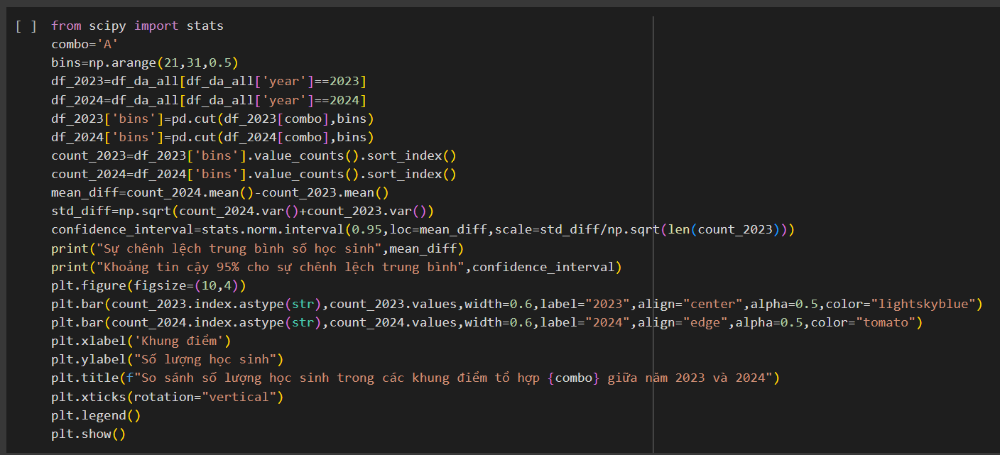 [ ] from scipy import stats
combo='A'
bins=np.arange(21,31,0.5)
df_2023=df_da_all[df_da_all['year']==2023]
df_2024=df_da_all[df_da_all['year']==2024]
df_2023['bins']=pd.cut(df_2023[combo],bins)
df_2024['bins']=pd.cut(df_2024[combo],bins)
count_2023=df_2023['bins'].value_counts().sort_index()
count_2024=df_2024['bins'].value_counts().sort_index()
mean_diff=count_2024.mean()-count_2023.mean()
std_diff=np.sqrt(count_2024.var()+count_2023.var())
confidence_interval=stats.norm.interval(0.95,loc=mean_diff,scale=std_diff/np.sqrt(len(count_2023)))
print("Sự chênh lệch trung bình số học sinh",mean_diff)
print("Khoảng tin cậy 95% cho sự chênh lệch trung bình",confidence_interval)
plt.figure(figsize=(10,4))
plt.bar(count_2023.index.astype(str),count_2023.values,width=0.6,label="2023",align="center",alpha=0.5,color="lightskyblue")
plt.bar(count_2024.index.astype(str),count_2024.values,width=0.6,label="2024",align="edge",alpha=0.5,color="tomato")
plt.xlabel('Khung điểm')
plt.ylabel("Số lượng học sinh")
plt.title(f"So sánh số lượng học sinh trong các khung điểm tổ hợp {combo} giữa năm 2023 và 2024")
plt.xticks(rotation="vertical")
plt.legend()
plt.show()